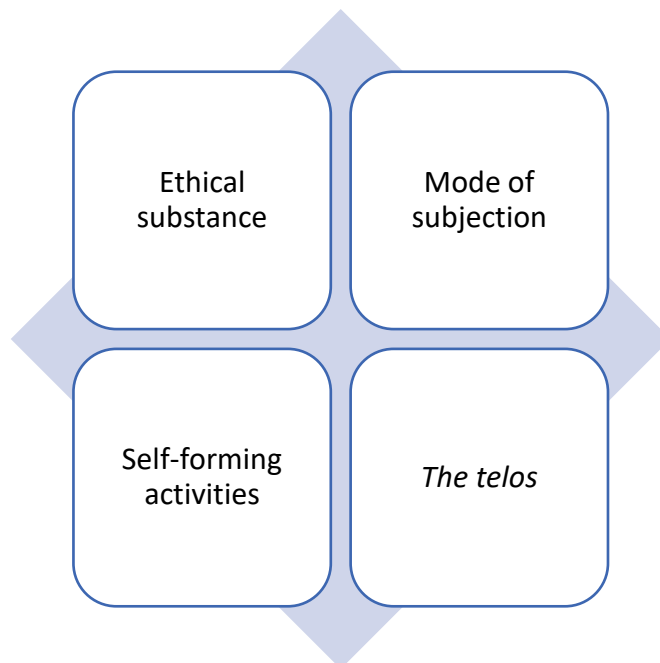 Ethical
substance
Mode of
subjection
Self-forming
activities
The telos